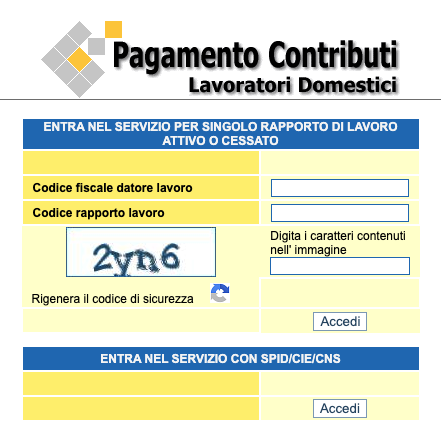 Pagamento Contributi
Lavoratori Domestici
ENTRA NEL SERVIZIO PER SINGOLO RAPPORTO DI LAVORO
ATTIVO O CESSATO
Codice fiscale datore lavoro
Codice rapporto lavoro
2yn6
Digita i caratteri contenuti
nell' immagine
Rigenera il codice di sicurezza
Accedi
ENTRA NEL SERVIZIO CON SPID/CIE/CNS
Accedi